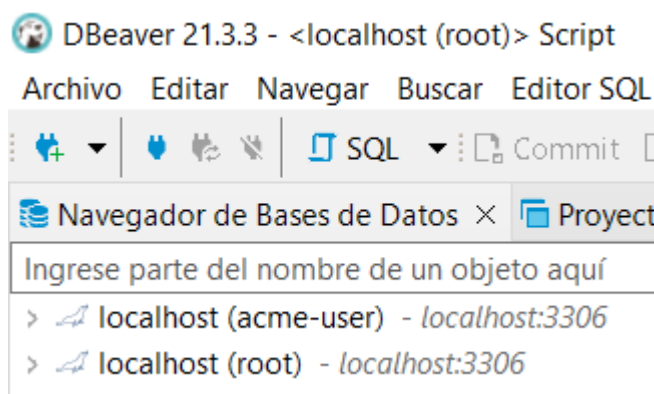 DBeaver 21.3.3 - <localhost (root)> Script
Archivo Editar Navegar Buscar Editor SQL
SQL Commit
Navegador de Bases de Datos Proyect
Ingrese parte del nombre de un objeto aquí
localhost (acme-user) - localhost:3306
localhost (root) - localhost:3306